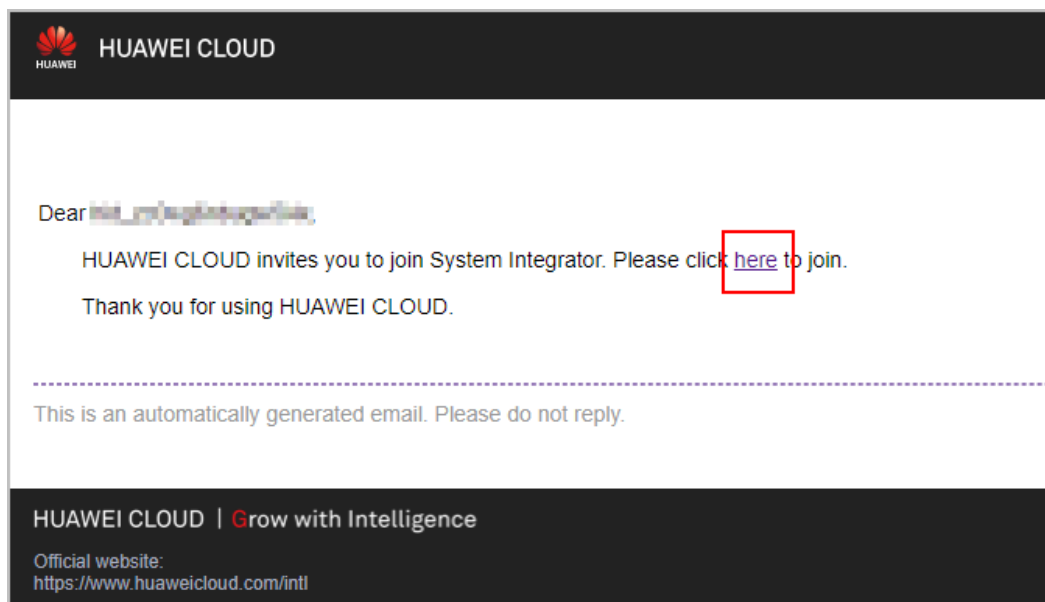 HUAWEI
HUAWEI CLOUD
Dear
HUAWEI CLOUD invites you to join System Integrator. Please click here to join.
Thank you for using HUAWEI CLOUD.
This is an automatically generated email. Please do not reply.
HUAWEI CLOUD | Grow with Intelligence
Official website:
https://www.huaweicloud.com/intl